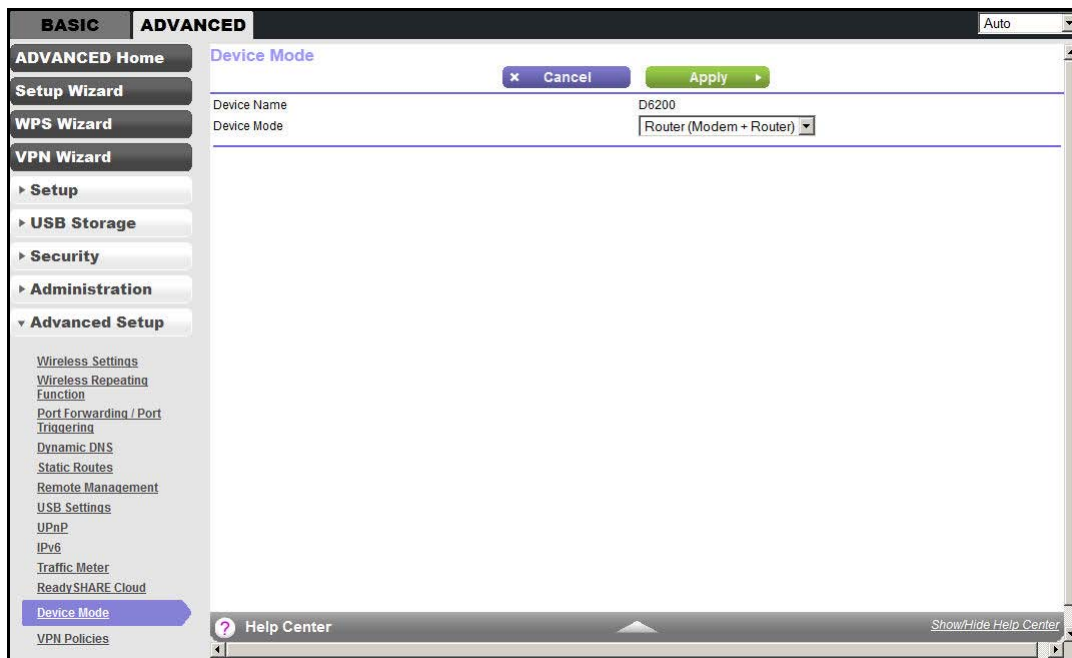 BASIC
ADVANCED
Auto
ADVANCED Home
Setup Wizard
WPS Wizard
VPN Wizard
Setup
USB Storage
Security
Administration
Advanced Setup
Wireless Settings
Wireless Repeating
Function
Port Forwarding / Port
Triggering
Dynamic DNS
Static Routes
Remote Management
USB Settings
UPnP
IPv6
Traffic Meter
ReadySHARE Cloud
Device Mode
VPN Policies
Device Mode
Cancel
Apply
Device Name
D6200
Device Mode
Router (Modem + Router)
? Help Center
Show/Hide Help Center